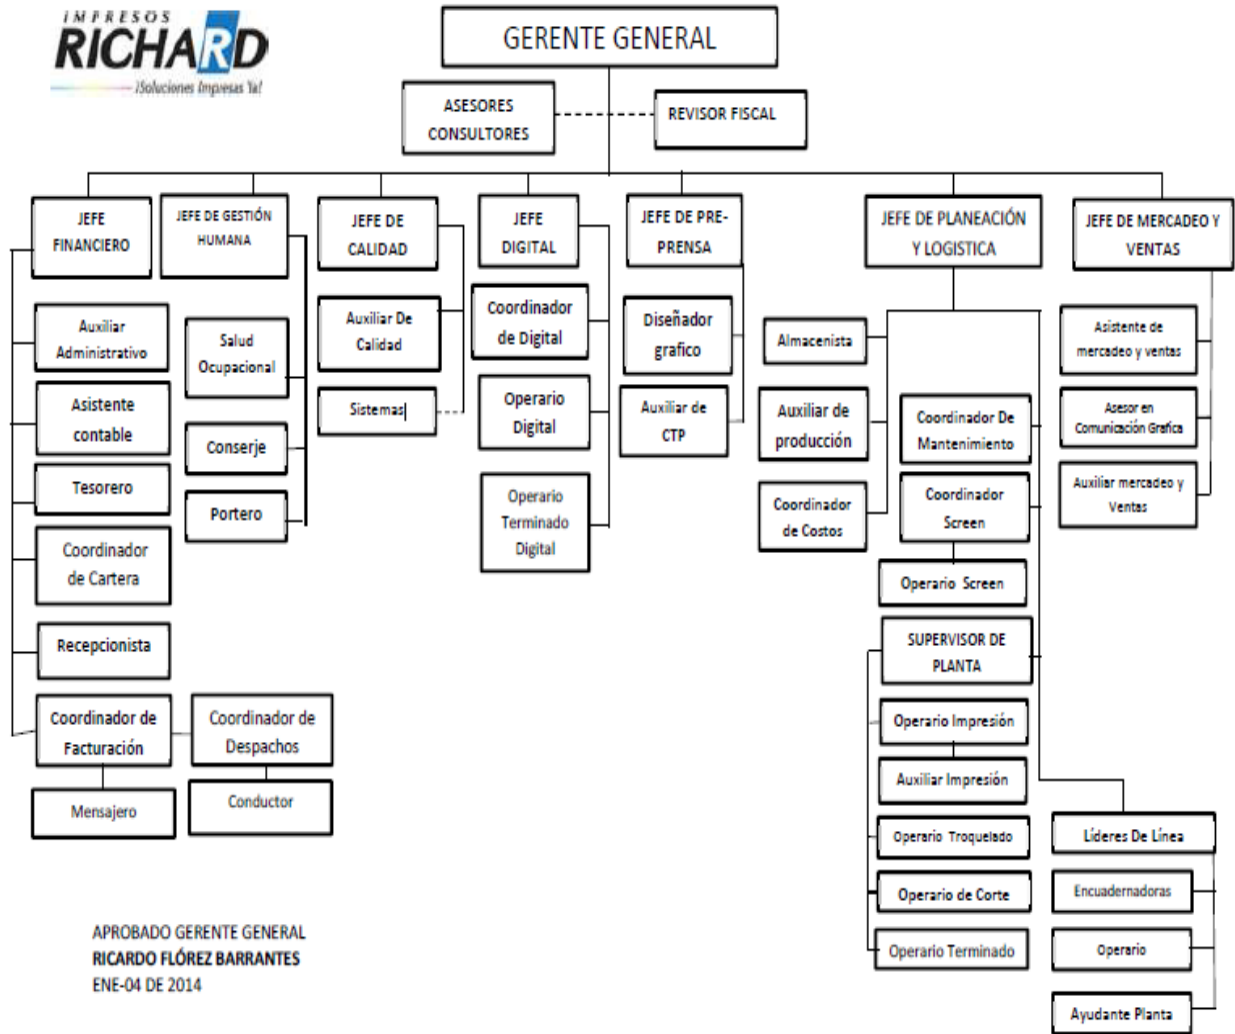 IMPRESOS
RICHARD
¡Soluciones Impresas Ya!
GERENTE GENERAL
ASESORES
CONSULTORES
REVISOR FISCAL
JEFE
FINANCIERO
JEFE DE GESTIÓN
HUMANA
JEFE DE
CALIDAD
JEFE
DIGITAL
JEFE DE PRE-
PRENSA
JEFE DE PLANEACIÓN
Y LOGISTICA
JEFE DE MERCADEO Y
VENTAS
Auxiliar
Administrativo
Asistente
contable
Tesorero
Coordinador
de Cartera
Recepcionista
Coordinador de
Facturación
Mensajero
Coordinador de
Despachos
Conductor
Salud
Ocupacional
Conserje
Portero
Auxiliar De
Calidad
Sistemas
Coordinador
de Digital
Operario
Digital
Operario
Terminado
Digital
Diseñador
grafico
Auxiliar de
CTP
Almacenista
Auxiliar de
producción
Coordinador
de Costos
Coordinador De
Mantenimiento
Coordinador
Screen
Operario Screen
SUPERVISOR DE
PLANTA
Operario Impresión
Auxiliar Impresión
Operario Troquelado
Operario de Corte
Operario Terminado
Líderes De Línea
Encuadernadoras
Operario
Ayudante Planta
Asistente de
mercadeo y ventas
Asesor en
Comunicación Grafica
Auxiliar mercadeo y
Ventas
APROBADO GERENTE GENERAL
RICARDO FLÓREZ BARRANTES
ENE-04 DE 2014